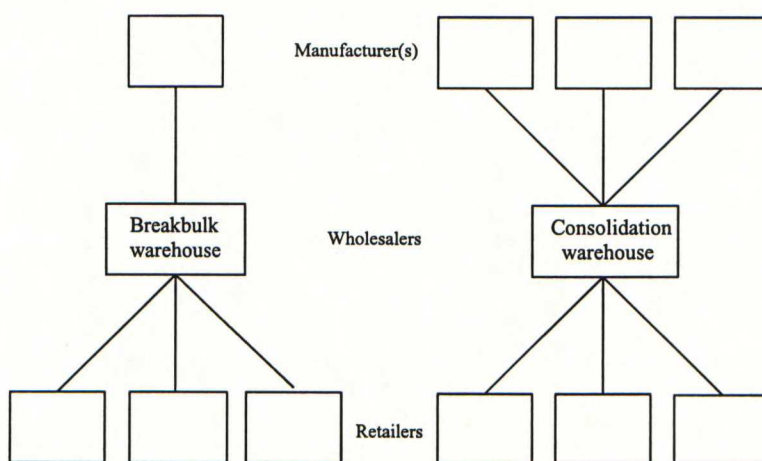 Manufacturer(s)
Breakbulk
warehouse
Wholesalers
Consolidation
warehouse
Retailers